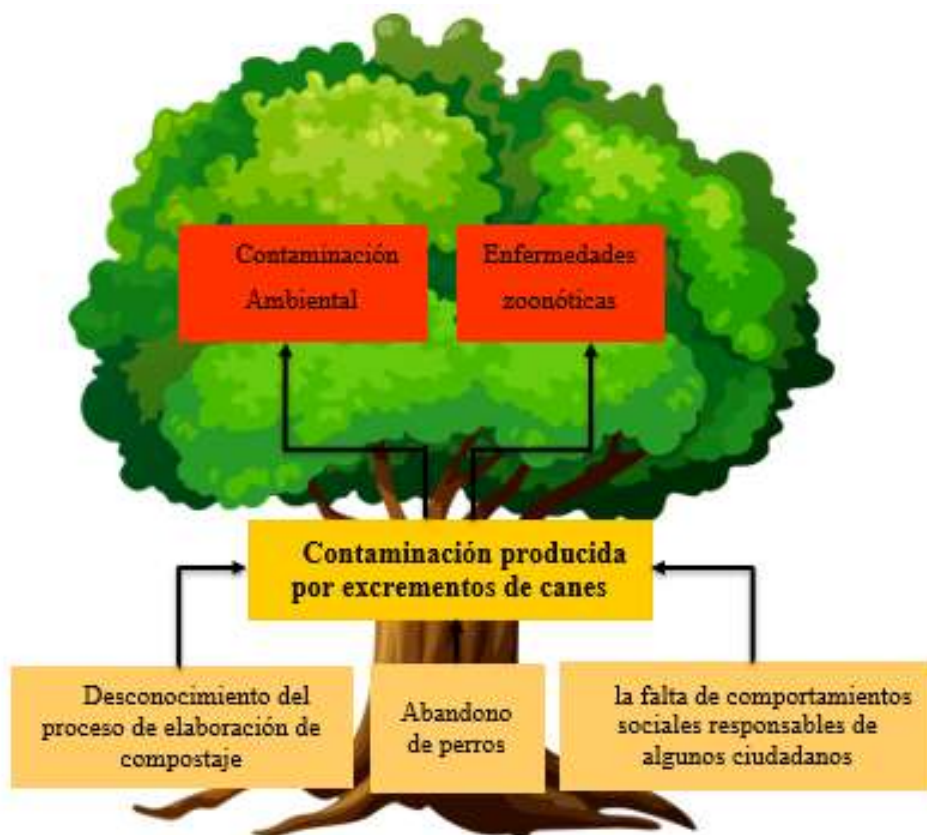 Contaminación
Ambiental
Enfermedades
zoonóticas
Contaminación producida
por excrementos de canes
Desconocimiento del
proceso de elaboración de
compostaje
Abandono
de perros
la falta de comportamientos
sociales responsables de
algunos ciudadanos